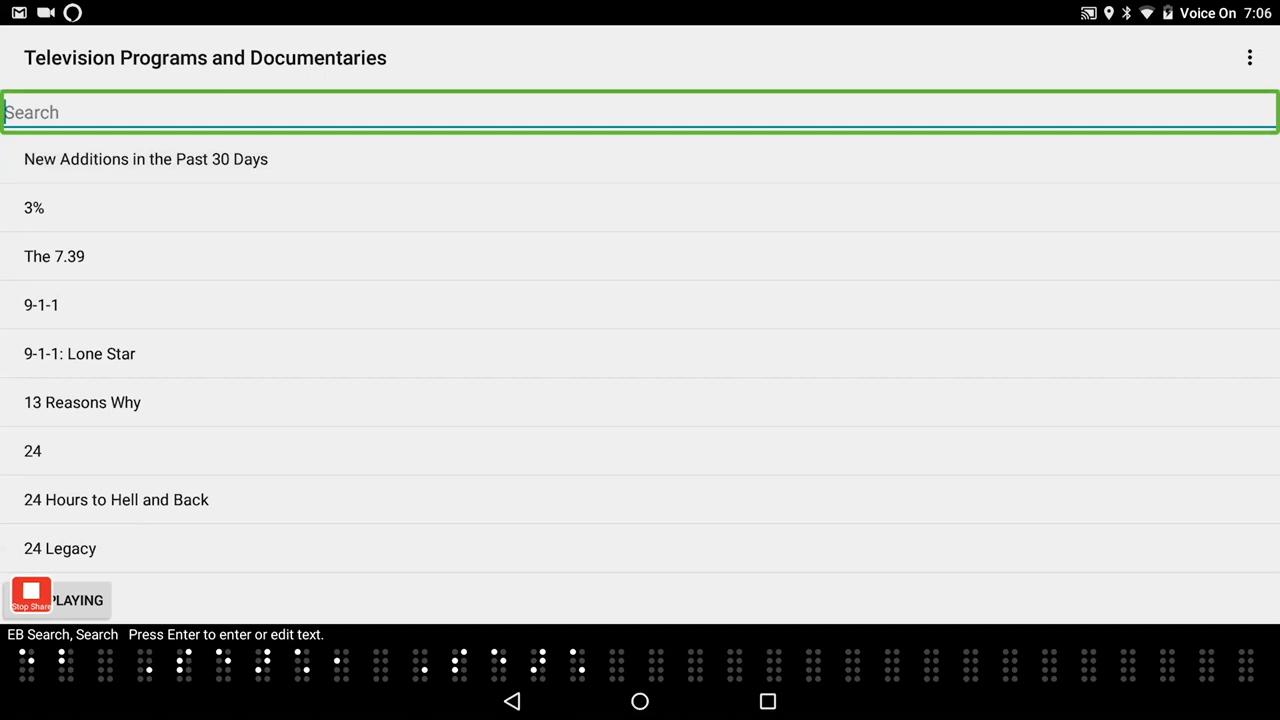 Voice On 7:06
Television Programs and Documentaries
Search
New Additions in the Past 30 Days
3%
The 7.39
9-1-1
9-1-1: Lone Star
13 Reasons Why
24
24 Hours to Hell and Back
24 Legacy
Stop Share
PLAYING
EB Search, Search Press Enter to enter or edit text.